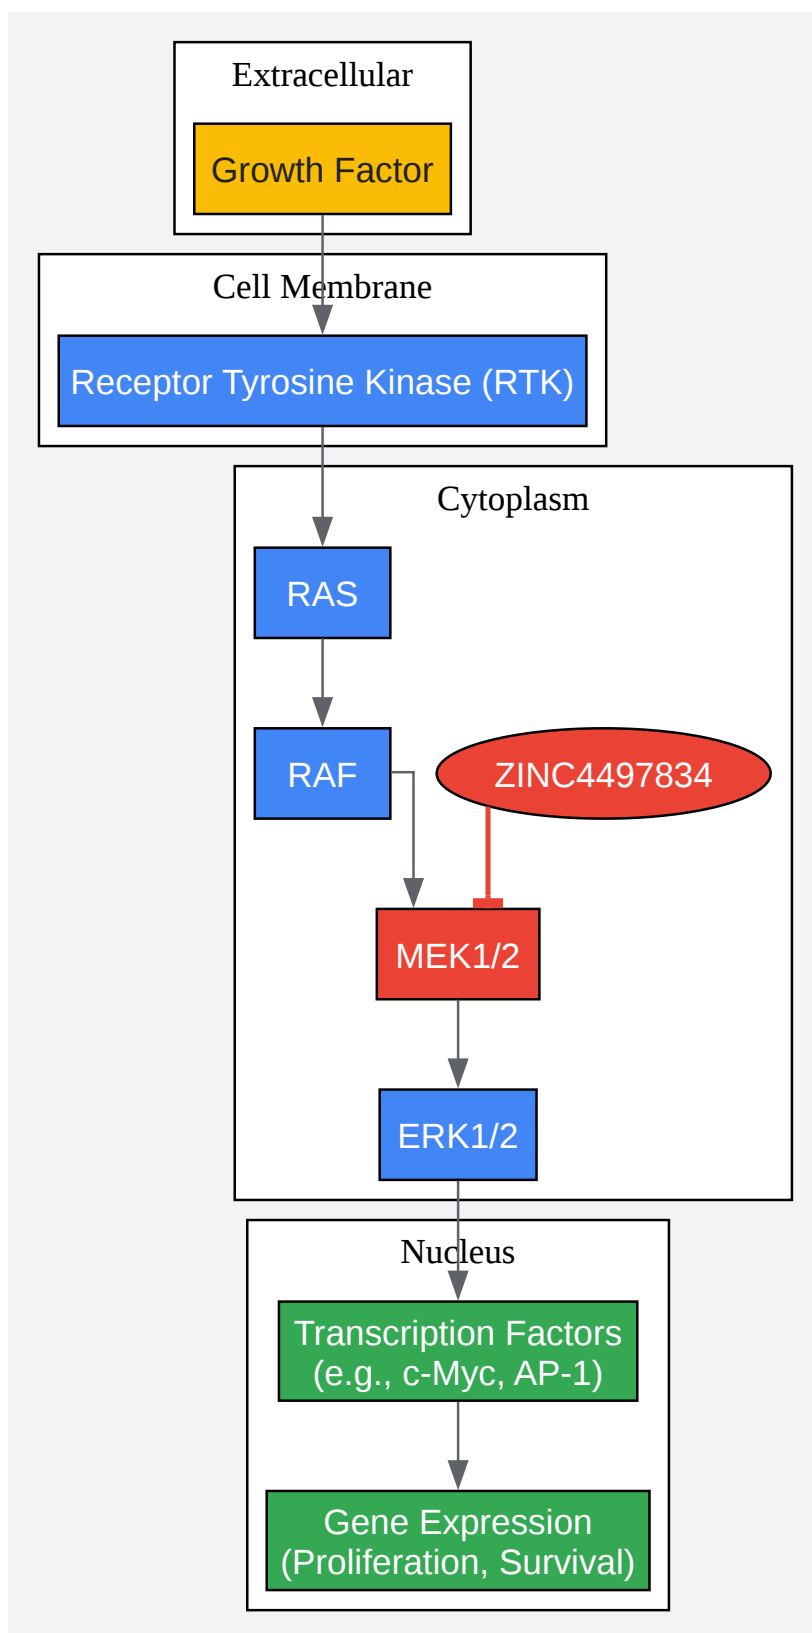 Extracellular
Growth Factor
Cell Membrane
Receptor Tyrosine Kinase (RTK)
Cytoplasm
RAS
RAF
ZINC4497834
MEK1/2
ERK1/2
Nucleus
Transcription Factors
(e.g., c-Myc, AP-1)
Gene Expression
(Proliferation, Survival)